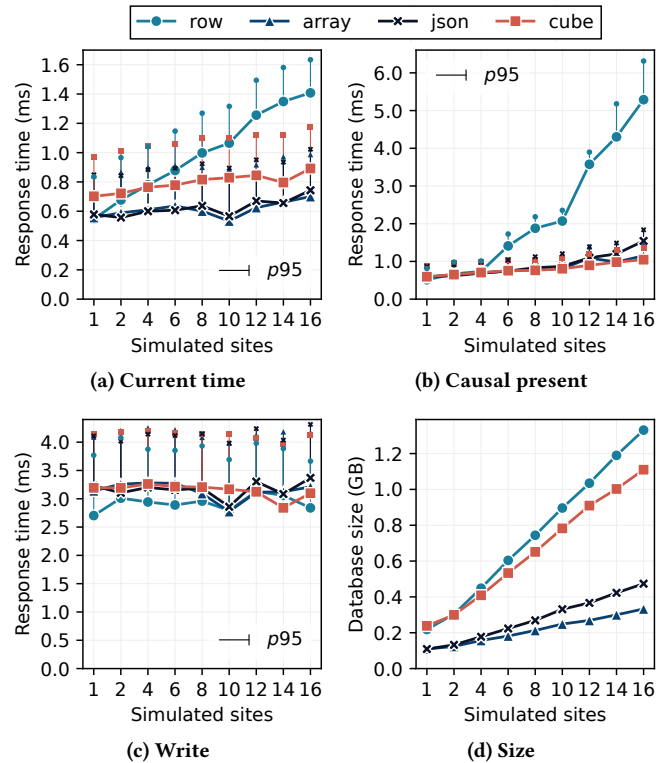 row array json cube
Response time (ms)
1.6
1.4
1.2
1.0
0.8
0.6
0.4
0.2
0.0
p95
1 2 4 6 8 10 12 14 16
Simulated sites
(a) Current time
Response time (ms)
6.0
5.0
4.0
3.0
2.0
1.0
0.0
p95
1 2 4 6 8 10 12 14 16
Simulated sites
(b) Causal present
Response time (ms)
4.0
3.5
3.0
2.5
2.0
1.5
1.0
0.5
0.0
p95
1 2 4 6 8 10 12 14 16
Simulated sites
(c) Write
Database size (GB)
1.2
1.0
0.8
0.6
0.4
0.2
0.0
1 2 4 6 8 10 12 14 16
Simulated sites
(d) Size